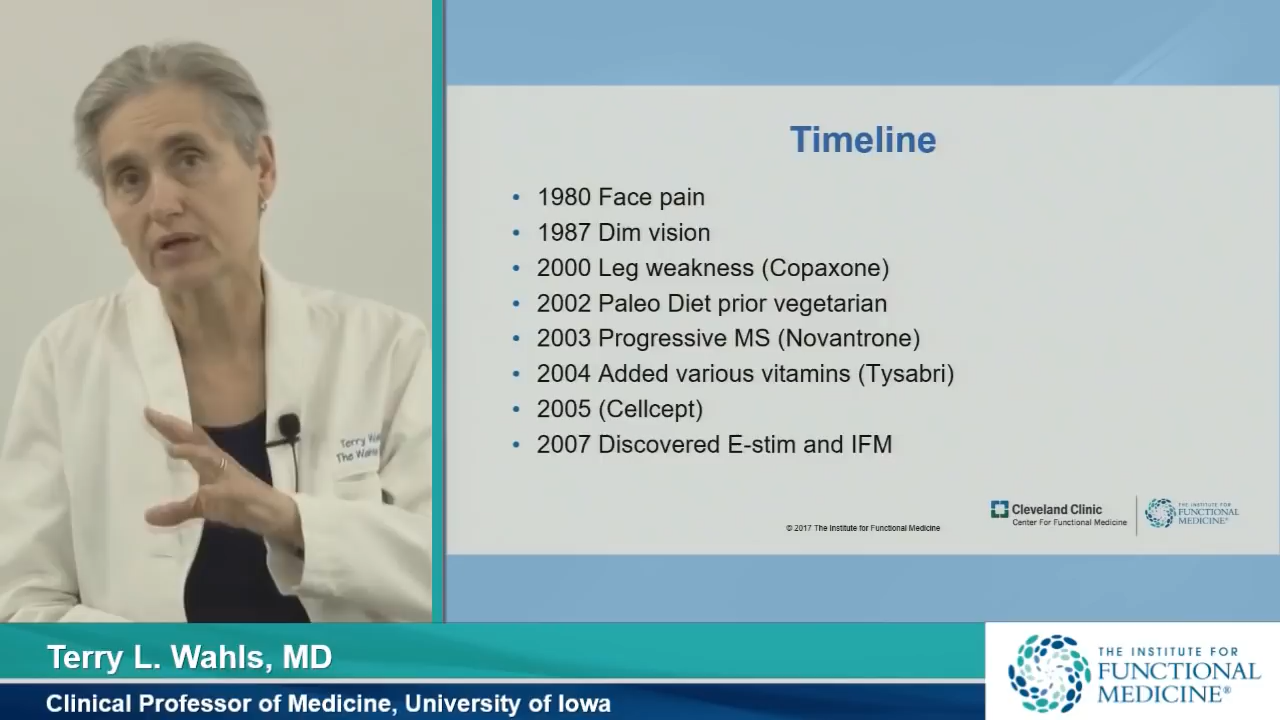 Timeline
• 1980 Face pain
• 1987 Dim vision
• 2000 Leg weakness (Copaxone)
• 2002 Paleo Diet prior vegetarian
• 2003 Progressive MS (Novantrone)
• 2004 Added various vitamins (Tysabri)
• 2005 (Cellcept)
• 2007 Discovered E-stim and IFM
© 2017 The Institute for Functional Medicine
Cleveland Clinic
Center For Functional Medicine
THE INSTITUTE FOR
FUNCTIONAL
MEDICINE®
Terry
The
Terry L. Wahls, MD
Clinical Professor of Medicine, University of Iowa
THE INSTITUTE FOR
FUNCTIONAL
MEDICINE®